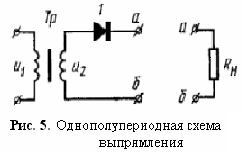 Тр
1
а
а
u₁
u₂
Rн
б
б
Рис. 5. Однополупериодная схема
выпрямления